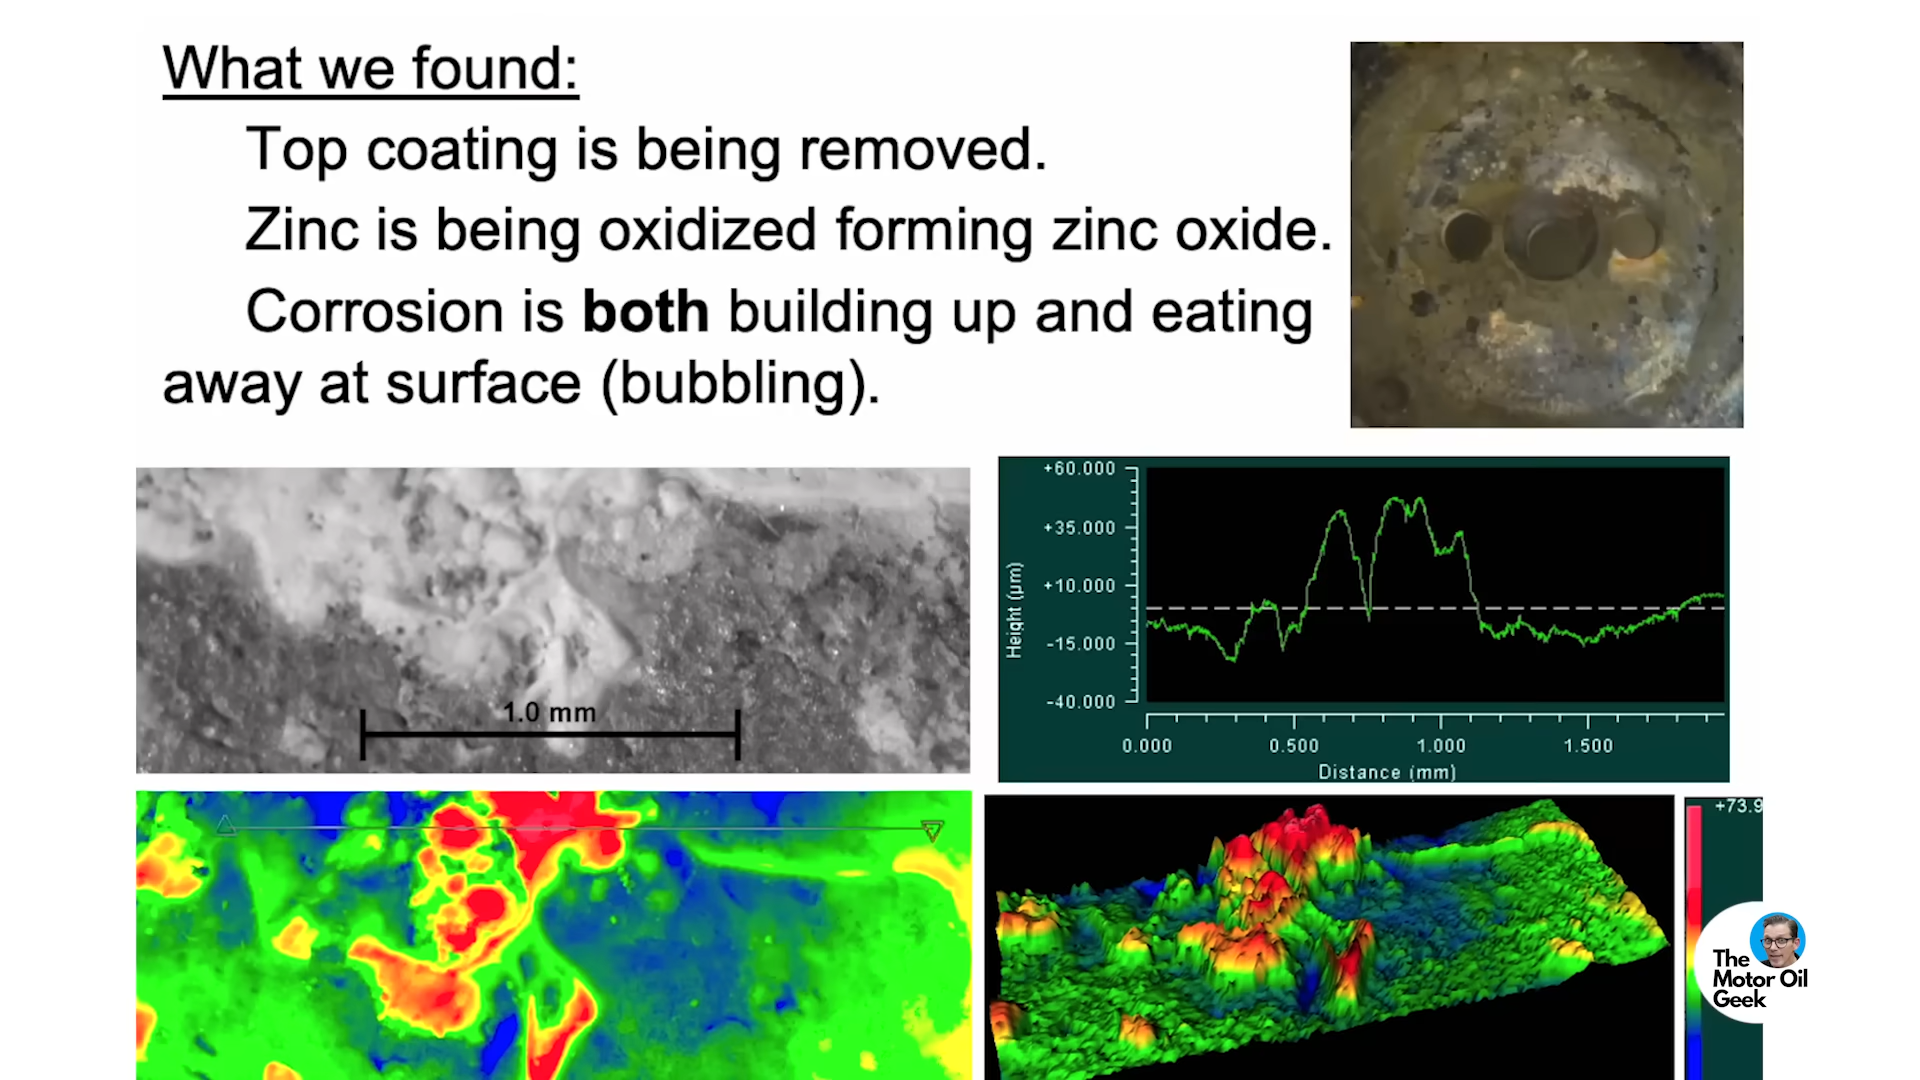 What we found:
Top coating is being removed.
Zinc is being oxidized forming zinc oxide.
Corrosion is both building up and eating
away at surface (bubbling).
1.0 mm
+60.000
+35.000
+10.000
-15.000
-40.000
Height (µm)
0.000 0.500 1.000 1.500
Distance (mm)
+73.9
The
Motor Oil
Geek